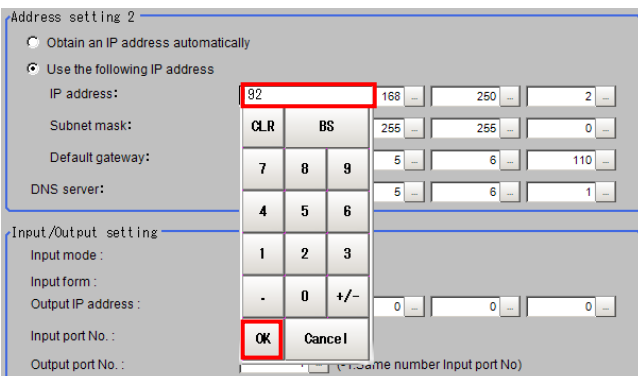 Address setting 2
Obtain an IP address automatically
Use the following IP address
IP address: 92 168 ... 250 ... 2 ...
CLR BS
Subnet mask: 255 ... 255 ... 0 ...
Default gateway: 5 ... 6 ... 110 ...
7 8 9
DNS server: 5 ... 6 ... 1 ...
4 5 6
Input/Output setting
Input mode : 1 2 3
Input form :
Output IP address : . 0 +/- 0 ... 0 ... 0 ...
Input port No. : OK Cancel
Output port No. : Same number Input port No)